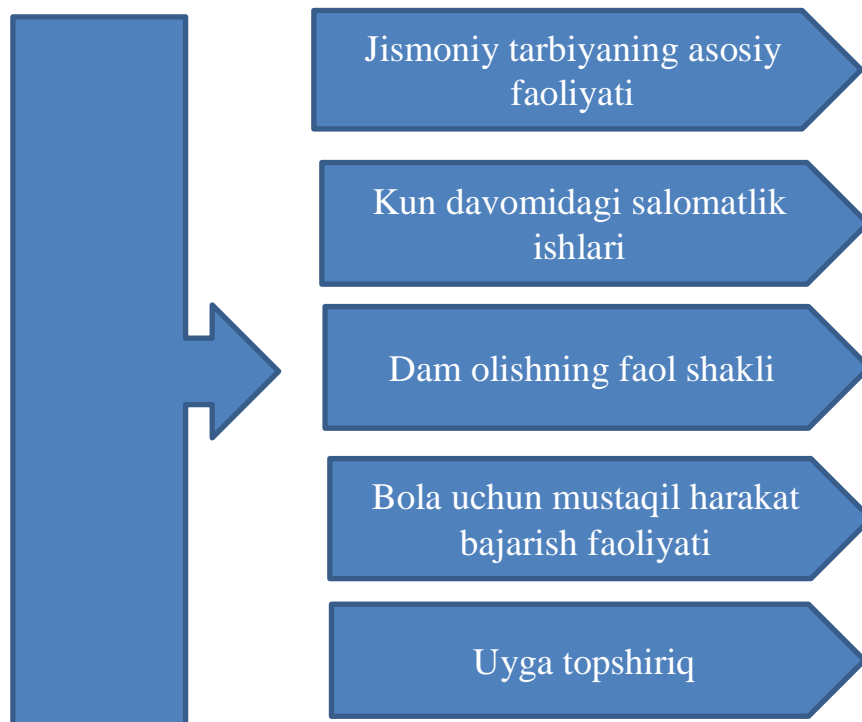 Jismoniy tarbiyaning asosiy
faoliyati
Kun davomidagi salomatlik
ishlari
Dam olishning faol shakli
Bola uchun mustaqil harakat
bajarish faoliyati
Uyga topshiriq